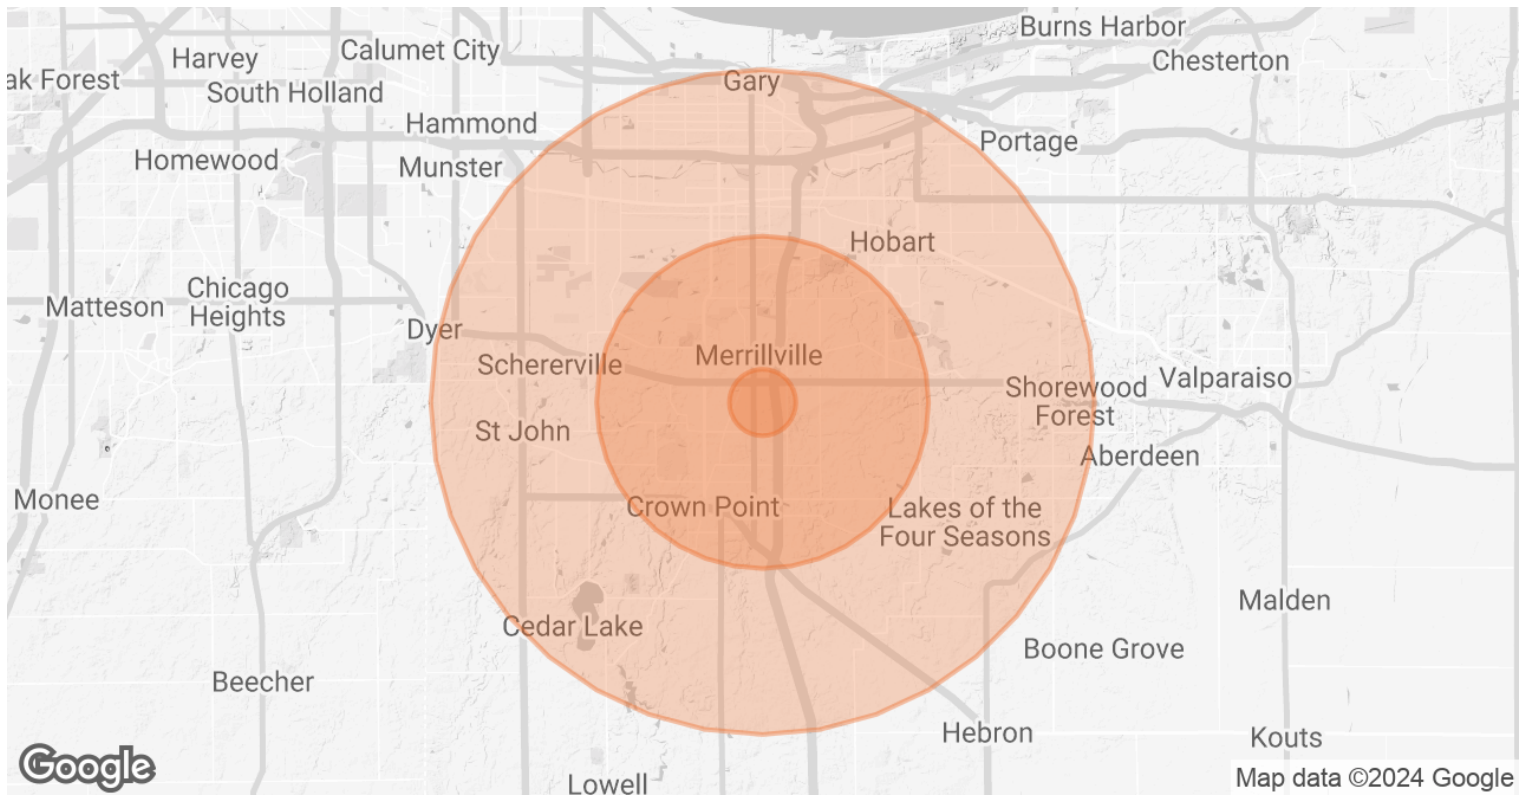 Burns Harbor
Calumet City
Harvey
Chesterton
ak Forest
Gary
South Holland
Hammond
Portage
Homewood
Munster
Hobart
Chicago
Heights
Matteson
Dyer
Merrillville
Schererville
Valparaiso
Shorewood
Forest
St John
Aberdeen
Monee
Crown Point
Lakes of the
Four Seasons
Malden
Cedar Lake
Boone Grove
Beecher
Hebron
Kouts
Google
Lowell
Map data ©2024 Google